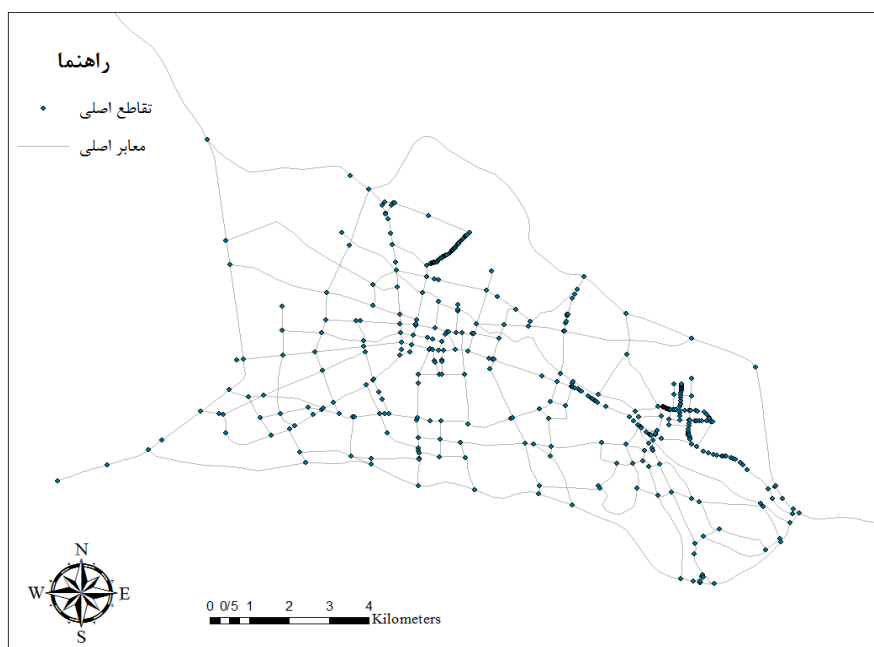 راهنما
تقاطع اصلی
معابر اصلی
N
W E
S
0 0/5 1 2 3 4
Kilometers